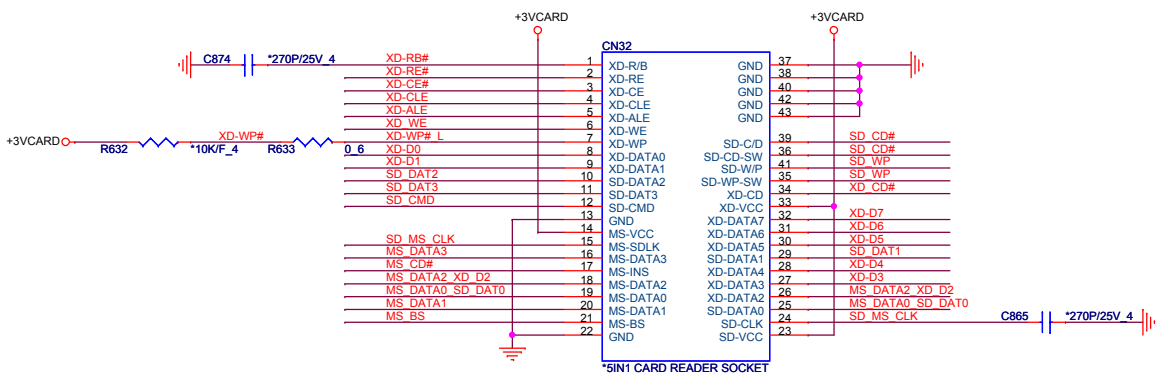 +3VCARD
+3VCARD
CN32
C874
*270P/25V_4
XD-RB#
1
XD-R/B
GND
37
XD-RE#
2
XD-RE
GND
38
XD-CE#
3
XD-CE
GND
40
XD-CLE
4
XD-CLE
GND
42
XD-ALE
5
XD-ALE
GND
43
XD_WE
6
XD-WE
+3VCARD
R632
*10K/F_4
XD-WP#
R633
0_6
XD-WP#_L
7
XD-WP
SD-C/D
39
SD_CD#
XD-D0
8
XD-DATA0
SD-CD-SW
36
SD_CD#
XD-D1
9
XD-DATA1
SD-W/P
41
SD_WP
SD_DAT2
10
SD-DATA2
SD-WP-SW
35
SD_WP
SD_DAT3
11
SD-DAT3
XD-CD
34
XD_CD#
SD_CMD
12
SD-CMD
XD-VCC
33
13
GND
XD-DATA7
32
XD-D7
14
MS-VCC
XD-DATA6
31
XD-D6
SD_MS_CLK
15
MS-SDLK
XD-DATA5
30
XD-D5
MS_DATA3
16
MS-DATA3
SD-DATA1
29
SD_DAT1
MS_CD#
17
MS-INS
XD-DATA4
28
XD-D4
MS_DATA2_XD_D2
18
MS-DATA2
XD-DATA3
27
XD-D3
MS_DATA0_SD_DAT0
19
MS-DATA0
XD-DATA2
26
MS_DATA2_XD_D2
MS_DATA1
20
MS-DATA1
SD-DATA0
25
MS_DATA0_SD_DAT0
MS_BS
21
MS-BS
SD-CLK
24
SD_MS_CLK
C865
*270P/25V_4
22
GND
SD-VCC
23
*5IN1 CARD READER SOCKET